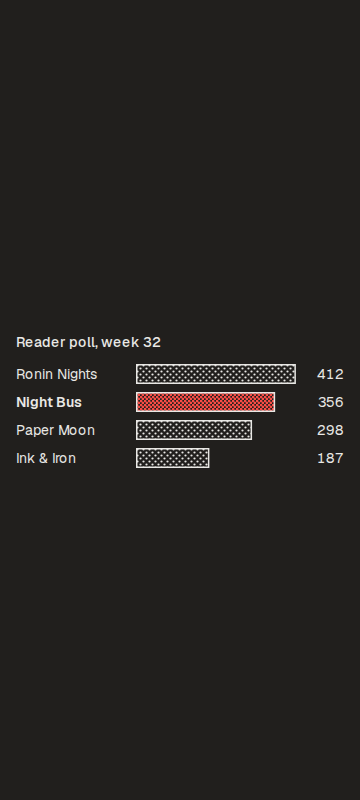 Reader poll, week 32
Ronin Nights 412
Night Bus 356
Paper Moon 298
Ink & Iron 187